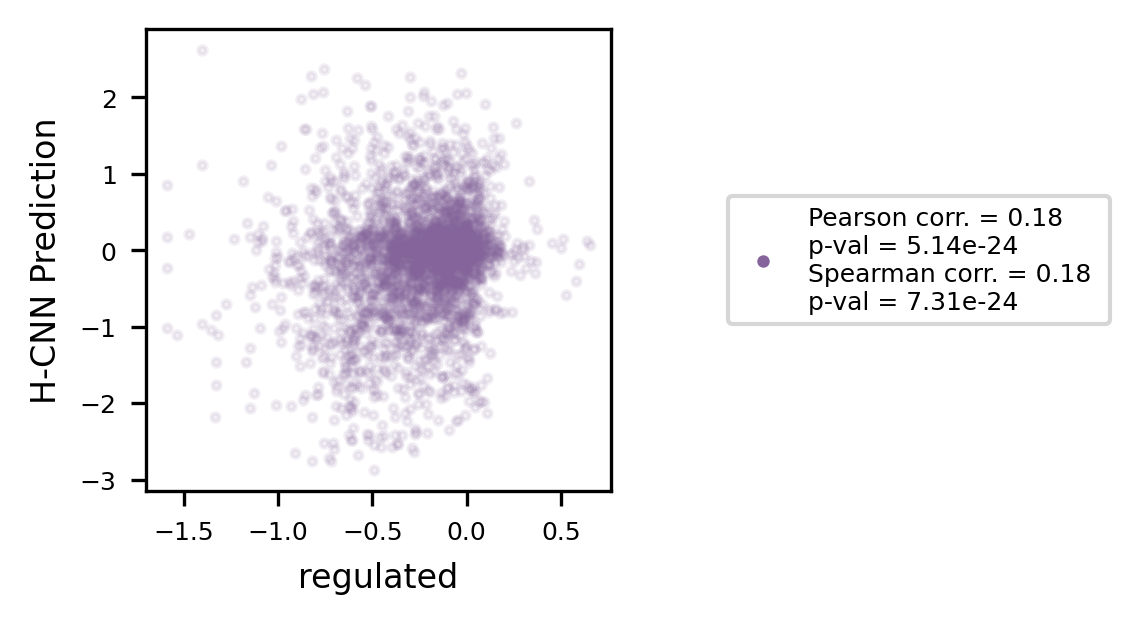 H-CNN Prediction
2
1
0
−1
−2
−3
−1.5
−1.0
−0.5
0.0
0.5
regulated
Pearson corr. = 0.18
p-val = 5.14e-24
Spearman corr. = 0.18
p-val = 7.31e-24